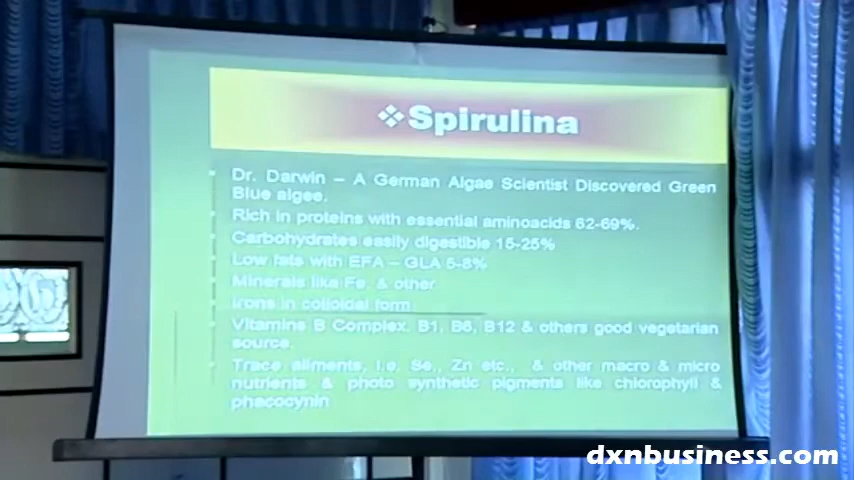 ❖Spirulina
Dr. Darwin – A German Algae Scientist Discovered Green
Blue algee.
Rich in proteins with essential aminoacids 62-69%.
Carbohydrates easily digestible 15-25%
Low fats with EFA – GLA 5-8%
Minerals like Fe, & other
Irons in colloidal form
Vitamins B Complex. B1, B6, B12 & others good vegetarian
source.
Trace aliments, I.e. Se., Zn etc., & other macro & micro
nutrients & photo synthetic pigments like chlorophyll &
phacocynin
dxnbusiness.com